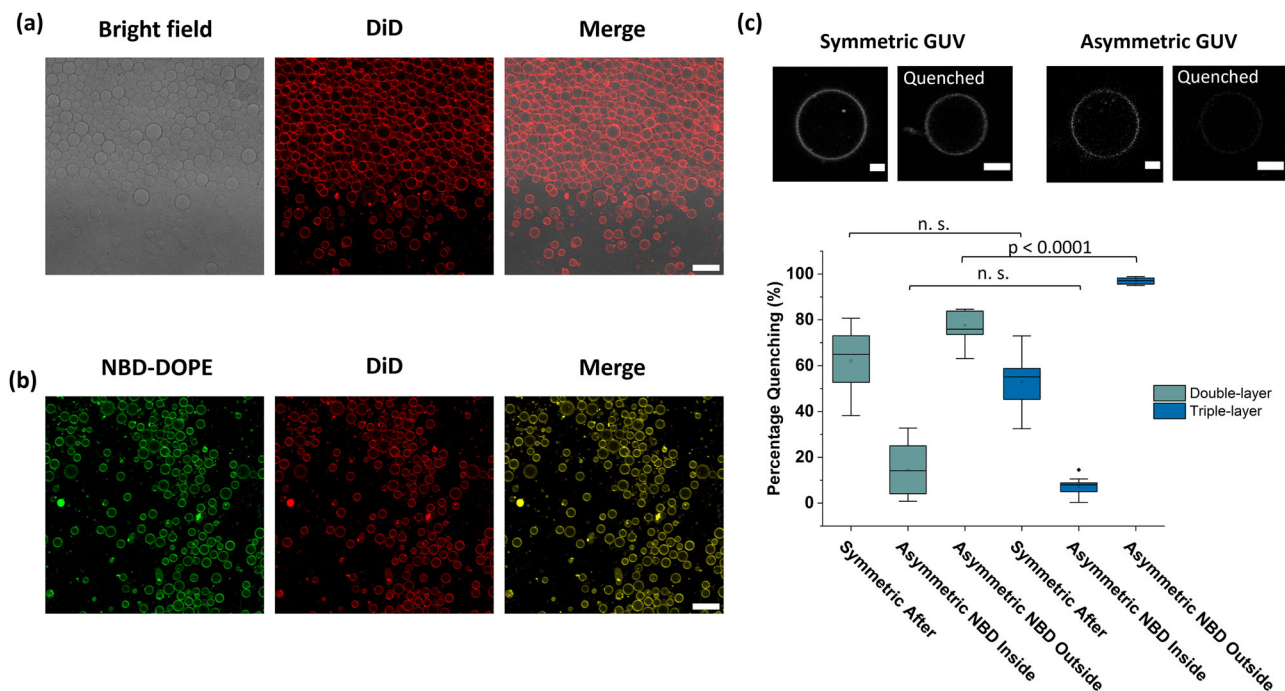 (a)
Bright field
DiD
Merge
(b)
NBD-DOPE
DiD
Merge
(c)
Symmetric GUV
Asymmetric GUV
Quenched
Quenched
n. s.
p < 0.0001
n. s.
Percentage Quenching (%)
100
80
60
40
20
0
Double-layer
Triple-layer
Symmetric After
Asymmetric NBD Inside
Asymmetric NBD Outside
Symmetric After
Asymmetric NBD Inside
Asymmetric NBD Outside